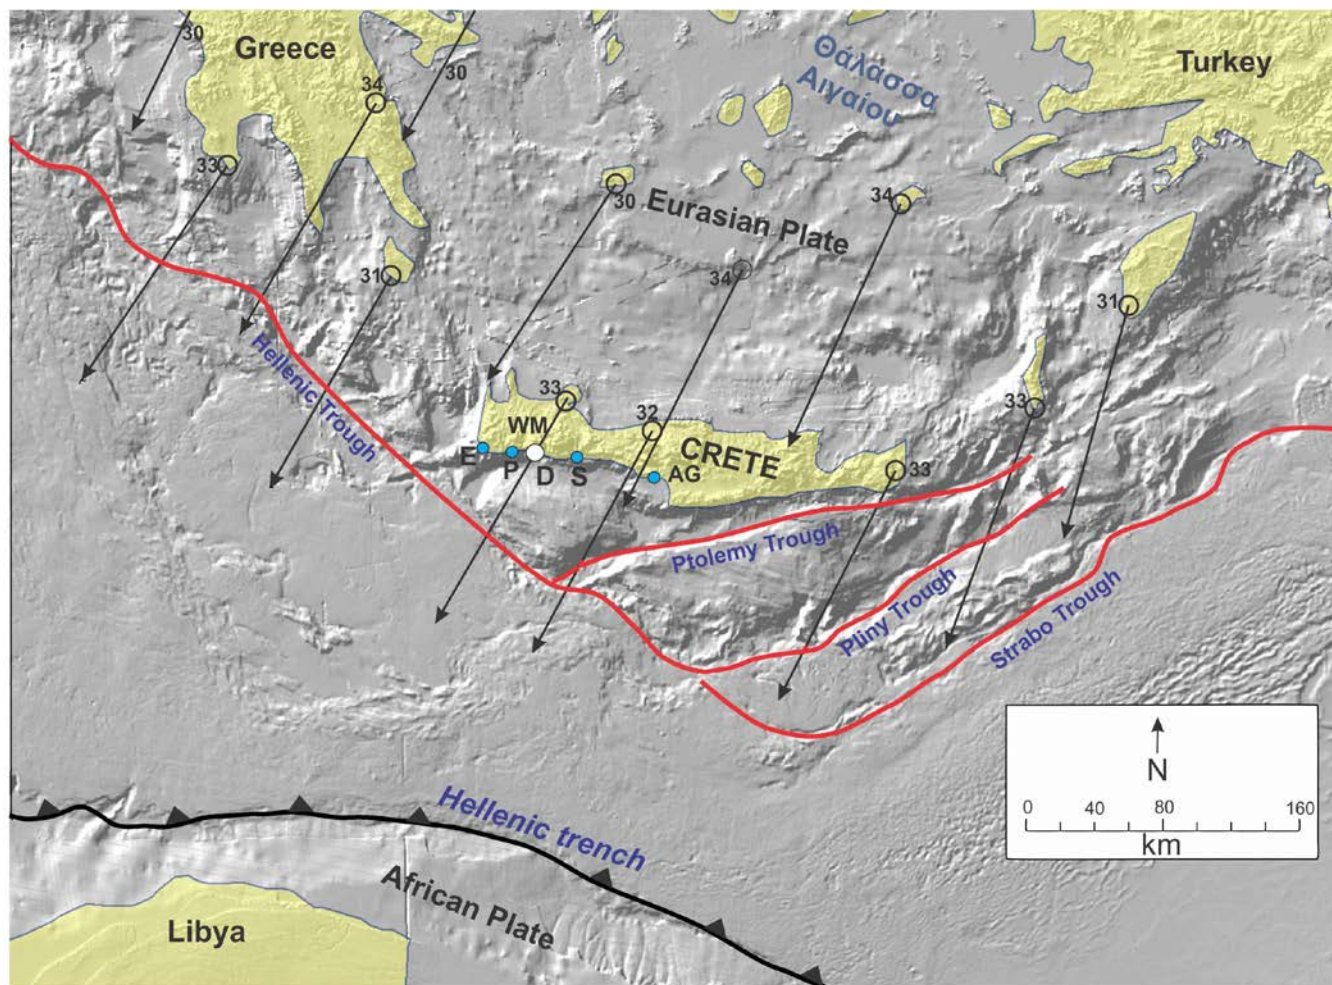 30
Greece
34
30
Θάλασσα
Αιγαίου
Turkey
33
30
Eurasian Plate
34
31
34
31
Hellenic Trough
33
WM
32
CRETE
33
33
E
P
D
S
AG
Ptolemy Trough
Pliny Trough
Strabo Trough
N
0 40 80 160
km
Hellenic trench
African Plate
Libya